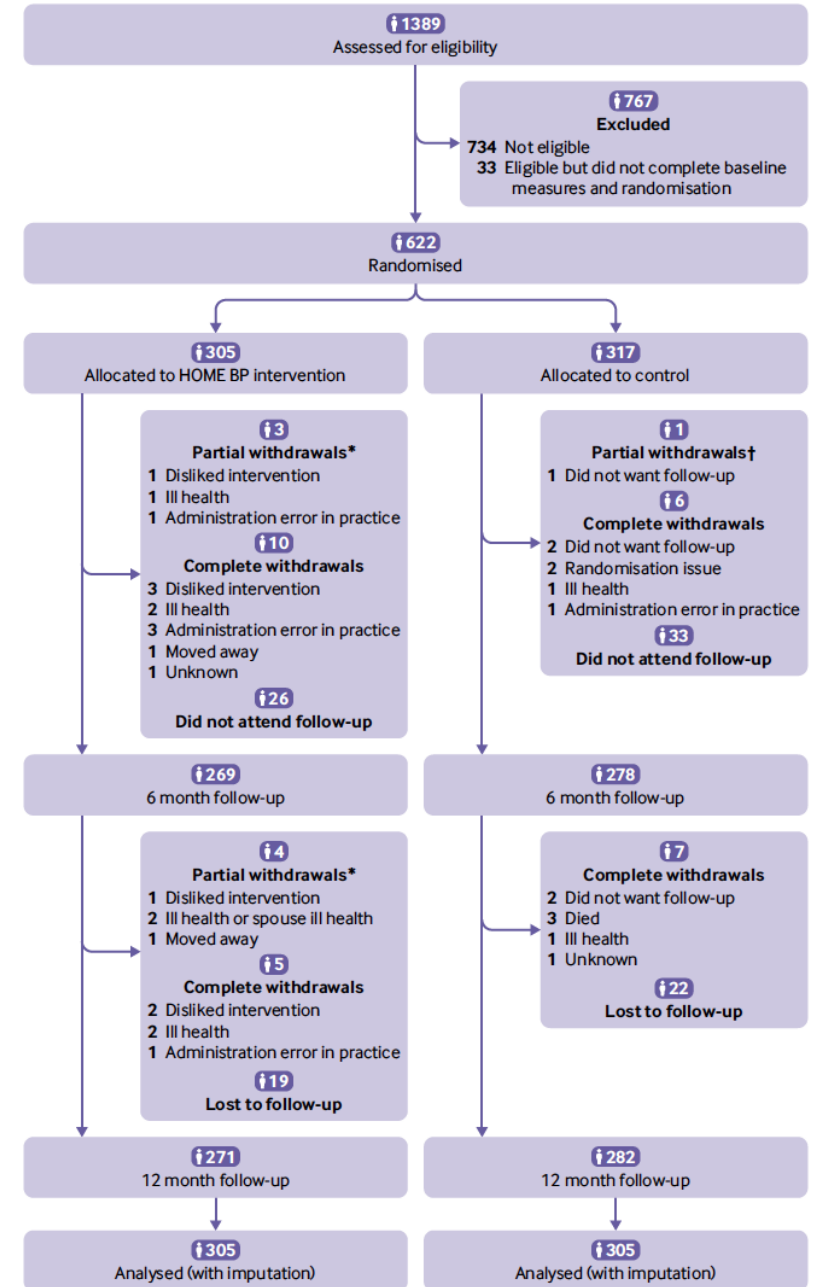 1389
Assessed for eligibility
767
Excluded
734 Not eligible
33 Eligible but did not complete baseline
measures and randomisation
622
Randomised
305
Allocated to HOME BP intervention
3
Partial withdrawals*
1 Disliked intervention
1 Ill health
1 Administration error in practice
10
Complete withdrawals
3 Disliked intervention
2 Ill health
3 Administration error in practice
1 Moved away
1 Unknown
26
Did not attend follow-up
317
Allocated to control
1
Partial withdrawals†
1 Did not want follow-up
6
Complete withdrawals
2 Did not want follow-up
2 Randomisation issue
1 Ill health
1 Administration error in practice
33
Did not attend follow-up
269
6 month follow-up
278
6 month follow-up
4
Partial withdrawals*
1 Disliked intervention
2 Ill health or spouse ill health
1 Moved away
5
Complete withdrawals
2 Disliked intervention
2 Ill health
1 Administration error in practice
19
Lost to follow-up
7
Complete withdrawals
2 Did not want follow-up
3 Died
1 Ill health
1 Unknown
22
Lost to follow-up
271
12 month follow-up
282
12 month follow-up
305
Analysed (with imputation)
305
Analysed (with imputation)